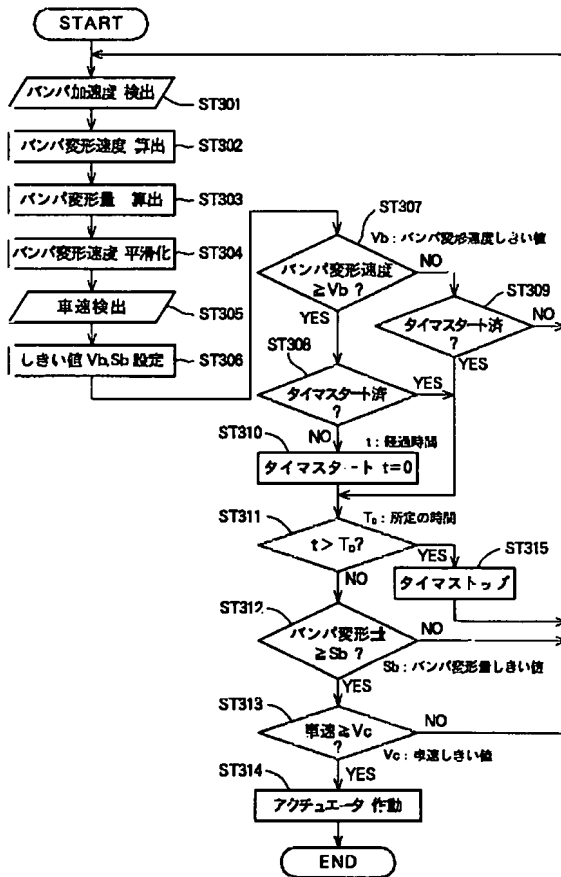 START
バンパ加速度 検出
ST301
バンパ変形速度 算出
ST302
バンパ変形量 算出
ST303
バンパ変形速度 平滑化
ST304
車速検出
ST305
しきい値 Vb,Sb 設定
ST306
ST307
Vb：バンパ変形速度しきい値
バンパ変形速度
≧Vb ?
NO
YES
ST309
タイマスタート済
?
NO
YES
ST308
タイマスタート済
?
YES
NO
ST310
t：経過時間
タイマスタート t=0
ST311
T₀：所定の時間
t > T₀?
YES
NO
ST315
タイマストップ
ST312
バンパ変形量
≧Sb ?
NO
YES
Sb：バンパ変形量しきい値
ST313
車速≧Vc
?
NO
YES
Vc：車速しきい値
ST314
アクチュエータ 作動
END